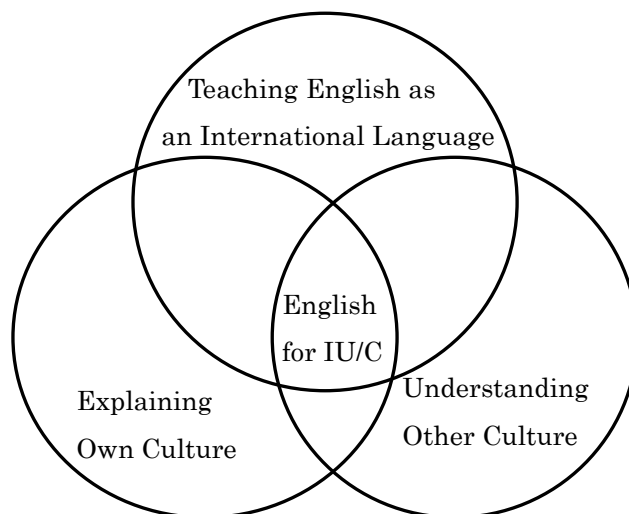 Teaching English as
an International Language
English
for IU/C
Explaining
Own Culture
Understanding
Other Culture